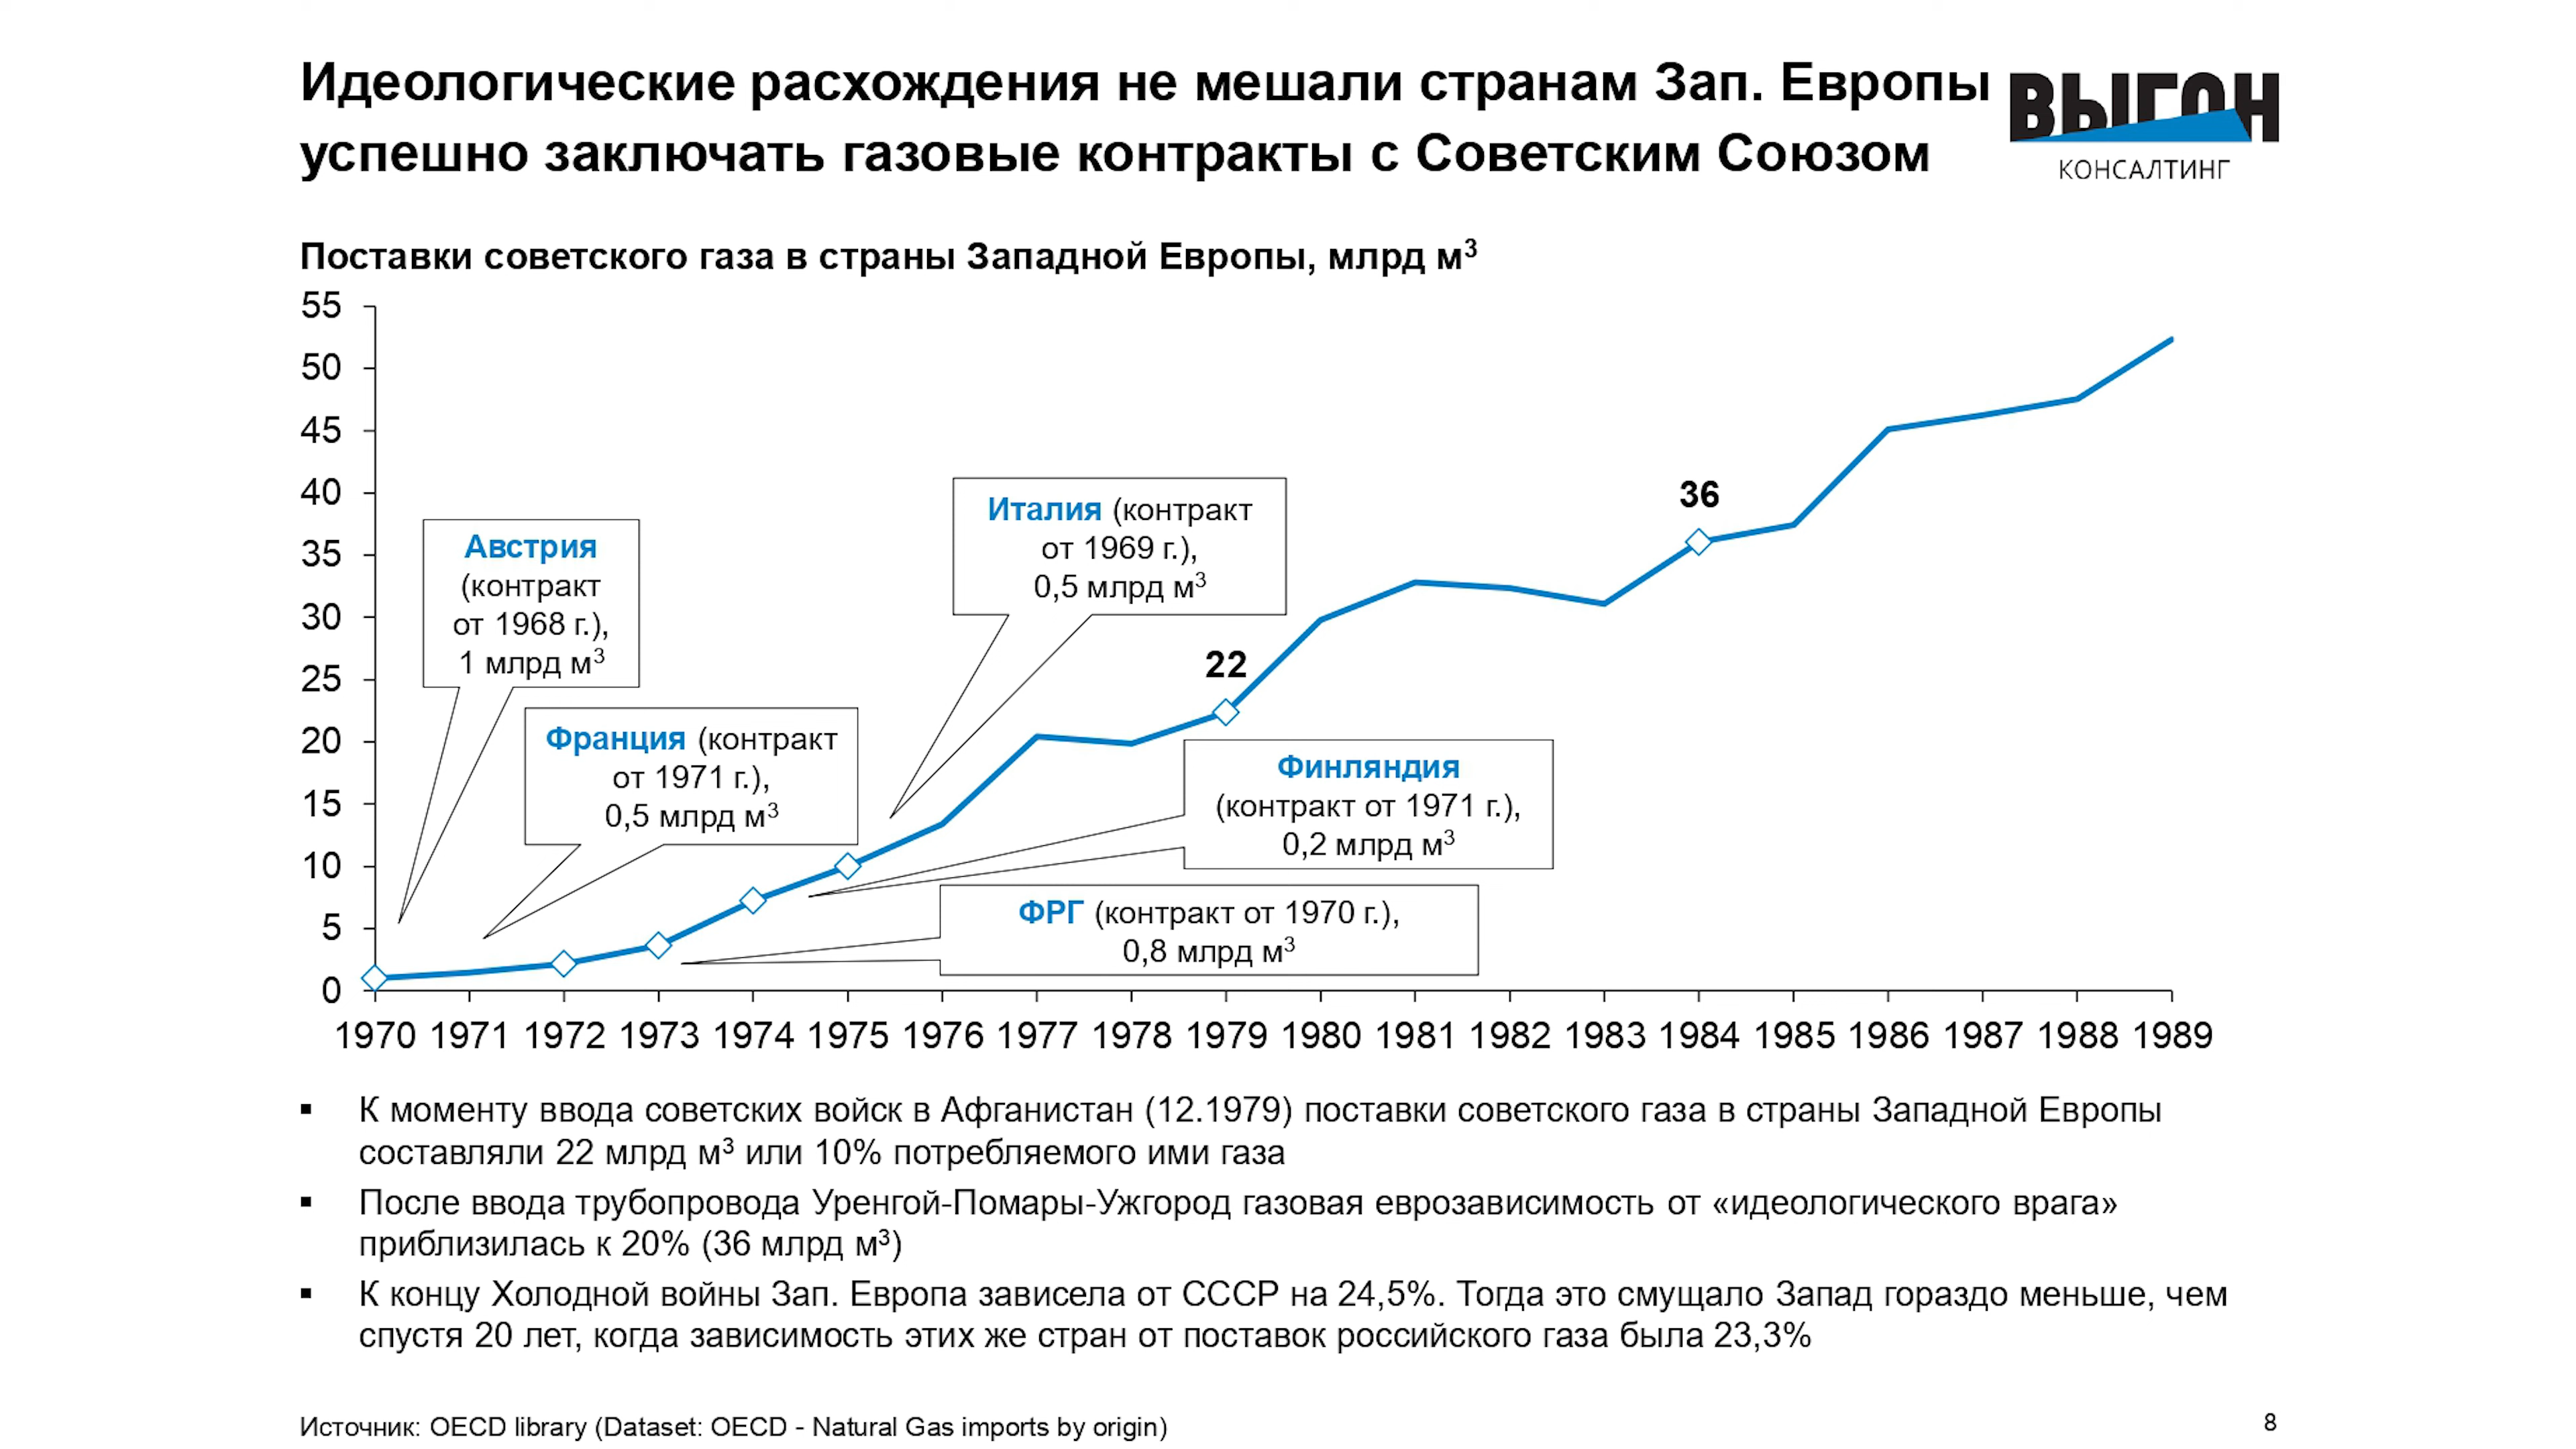 Идеологические расхождения не мешали странам Зап. Европы
успешно заключать газовые контракты с Советским Союзом
ВЫГОН
КОНСАЛТИНГ
Поставки советского газа в страны Западной Европы, млрд м³
55
50
45
40
35
30
25
20
15
10
5
0
Австрия
(контракт
от 1968 г.),
1 млрд м³
Франция (контракт
от 1971 г.),
0,5 млрд м³
Италия (контракт
от 1969 г.),
0,5 млрд м³
22
36
Финляндия
(контракт от 1971 г.),
0,2 млрд м³
ФРГ (контракт от 1970 г.),
0,8 млрд м³
1970 1971 1972 1973 1974 1975 1976 1977 1978 1979 1980 1981 1982 1983 1984 1985 1986 1987 1988 1989
▪ К моменту ввода советских войск в Афганистан (12.1979) поставки советского газа в страны Западной Европы
составляли 22 млрд м³ или 10% потребляемого ими газа
▪ После ввода трубопровода Уренгой-Помары-Ужгород газовая еврозависимость от «идеологического врага»
приблизилась к 20% (36 млрд м³)
▪ К концу Холодной войны Зап. Европа зависела от СССР на 24,5%. Тогда это смущало Запад гораздо меньше, чем
спустя 20 лет, когда зависимость этих же стран от поставок российского газа была 23,3%
Источник: OECD library (Dataset: OECD - Natural Gas imports by origin)
8